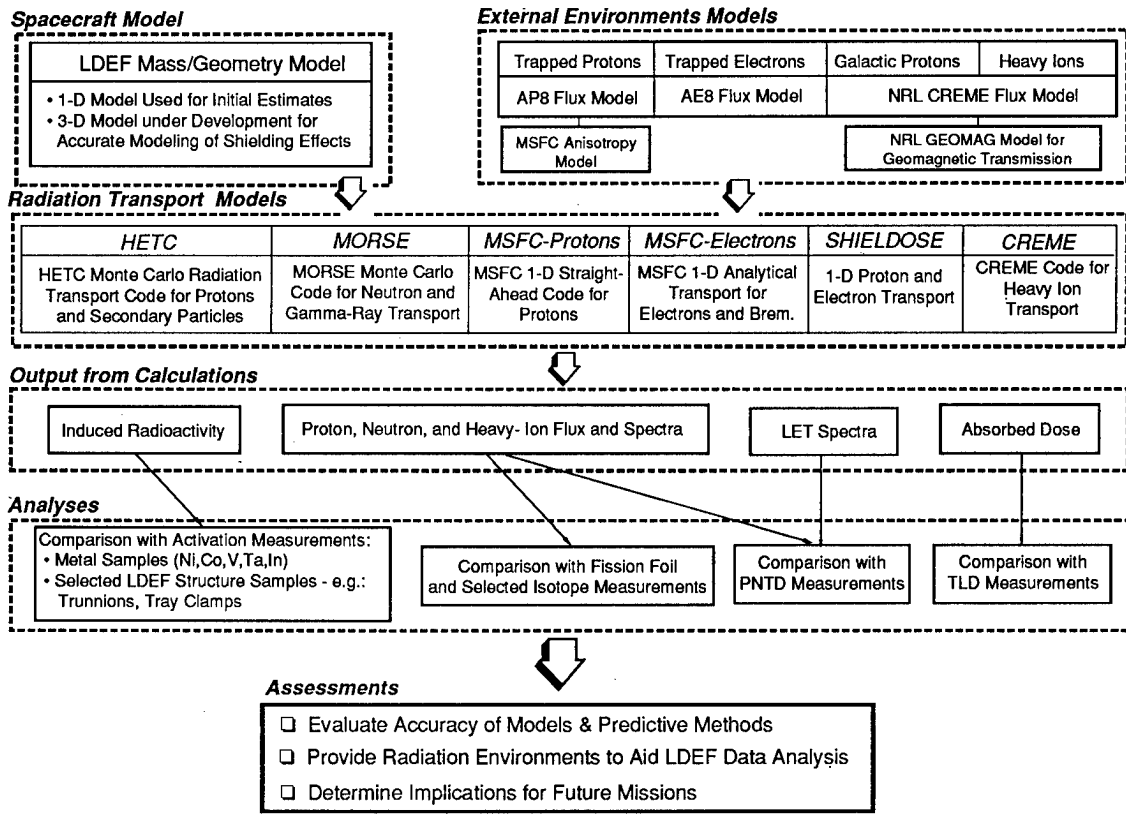 Spacecraft Model
LDEF Mass/Geometry Model
• 1-D Model Used for Initial Estimates
• 3-D Model under Development for
Accurate Modeling of Shielding Effects
External Environments Models
Trapped Protons
Trapped Electrons
Galactic Protons
Heavy Ions
AP8 Flux Model
AE8 Flux Model
NRL CREME Flux Model
MSFC Anisotropy
Model
NRL GEOMAG Model for
Geomagnetic Transmission
Radiation Transport Models
HETC
HETC Monte Carlo Radiation
Transport Code for Protons
and Secondary Particles
MORSE
MORSE Monte Carlo
Code for Neutron and
Gamma-Ray Transport
MSFC-Protons
MSFC 1-D Straight-
Ahead Code for
Protons
MSFC-Electrons
MSFC 1-D Analytical
Transport for
Electrons and Brem.
SHIELDOSE
1-D Proton and
Electron Transport
CREME
CREME Code for
Heavy Ion
Transport
Output from Calculations
Induced Radioactivity
Proton, Neutron, and Heavy- Ion Flux and Spectra
LET Spectra
Absorbed Dose
Analyses
Comparison with Activation Measurements:
• Metal Samples (Ni,Co,V,Ta,In)
• Selected LDEF Structure Samples - e.g.:
Trunnions, Tray Clamps
Comparison with Fission Foil
and Selected Isotope Measurements
Comparison with
PNTD Measurements
Comparison with
TLD Measurements
Assessments
❑ Evaluate Accuracy of Models & Predictive Methods
❑ Provide Radiation Environments to Aid LDEF Data Analysis
❑ Determine Implications for Future Missions